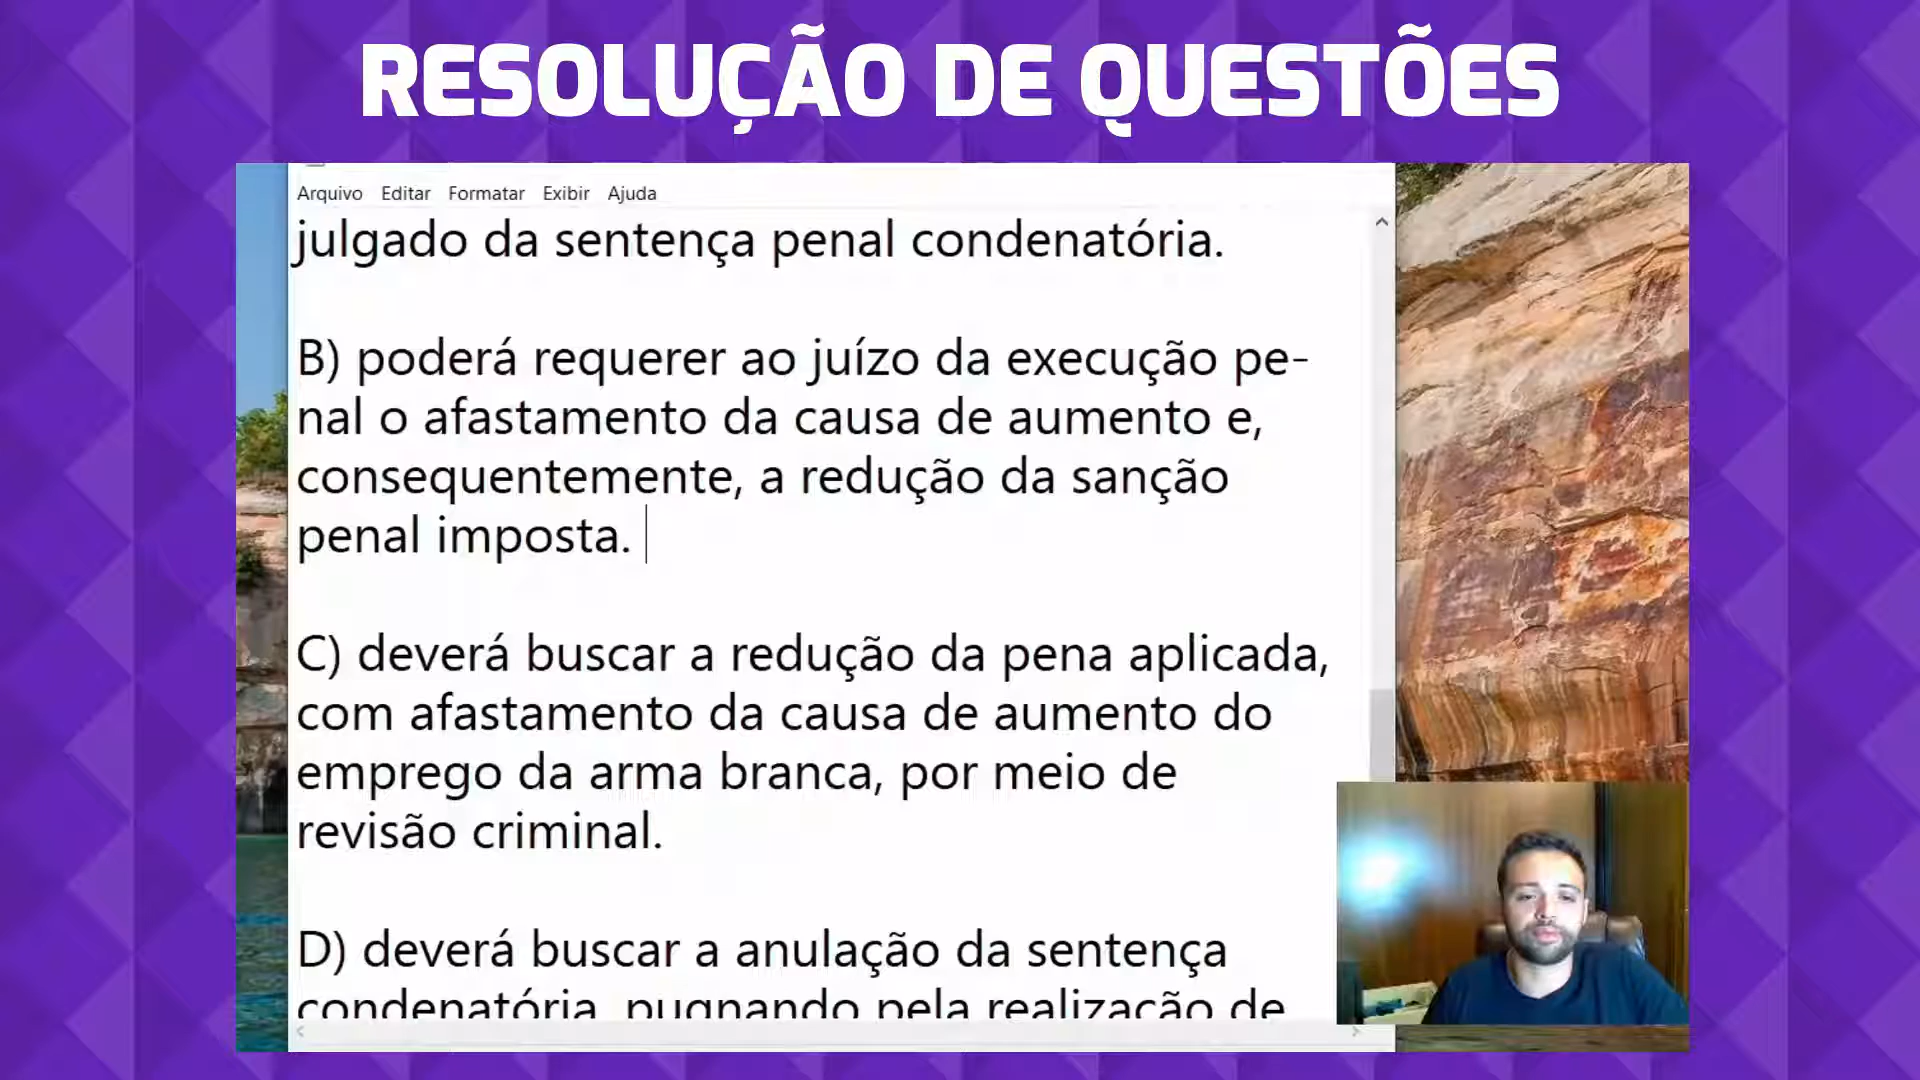 RESOLUÇÃO DE QUESTÕES
Arquivo Editar Formatar Exibir Ajuda
julgado da sentença penal condenatória.
B) poderá requerer ao juízo da execução pe-
nal o afastamento da causa de aumento e,
consequentemente, a redução da sanção
penal imposta.
C) deverá buscar a redução da pena aplicada,
com afastamento da causa de aumento do
emprego da arma branca, por meio de
revisão criminal.
D) deverá buscar a anulação da sentença
condenatória, pugnando pela realização de